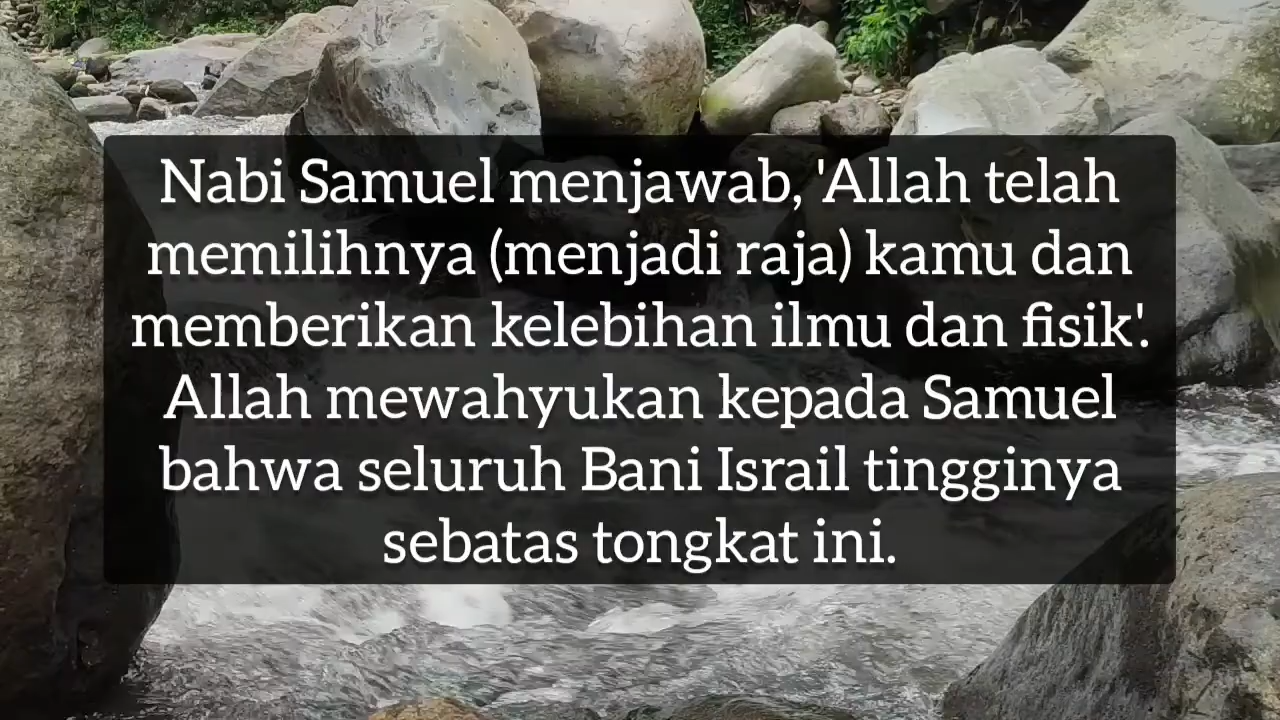 Nabi Samuel menjawab, 'Allah telah
memilihnya (menjadi raja) kamu dan
memberikan kelebihan ilmu dan fisik'.
Allah mewahyukan kepada Samuel
bahwa seluruh Bani Israil tingginya
sebatas tongkat ini.